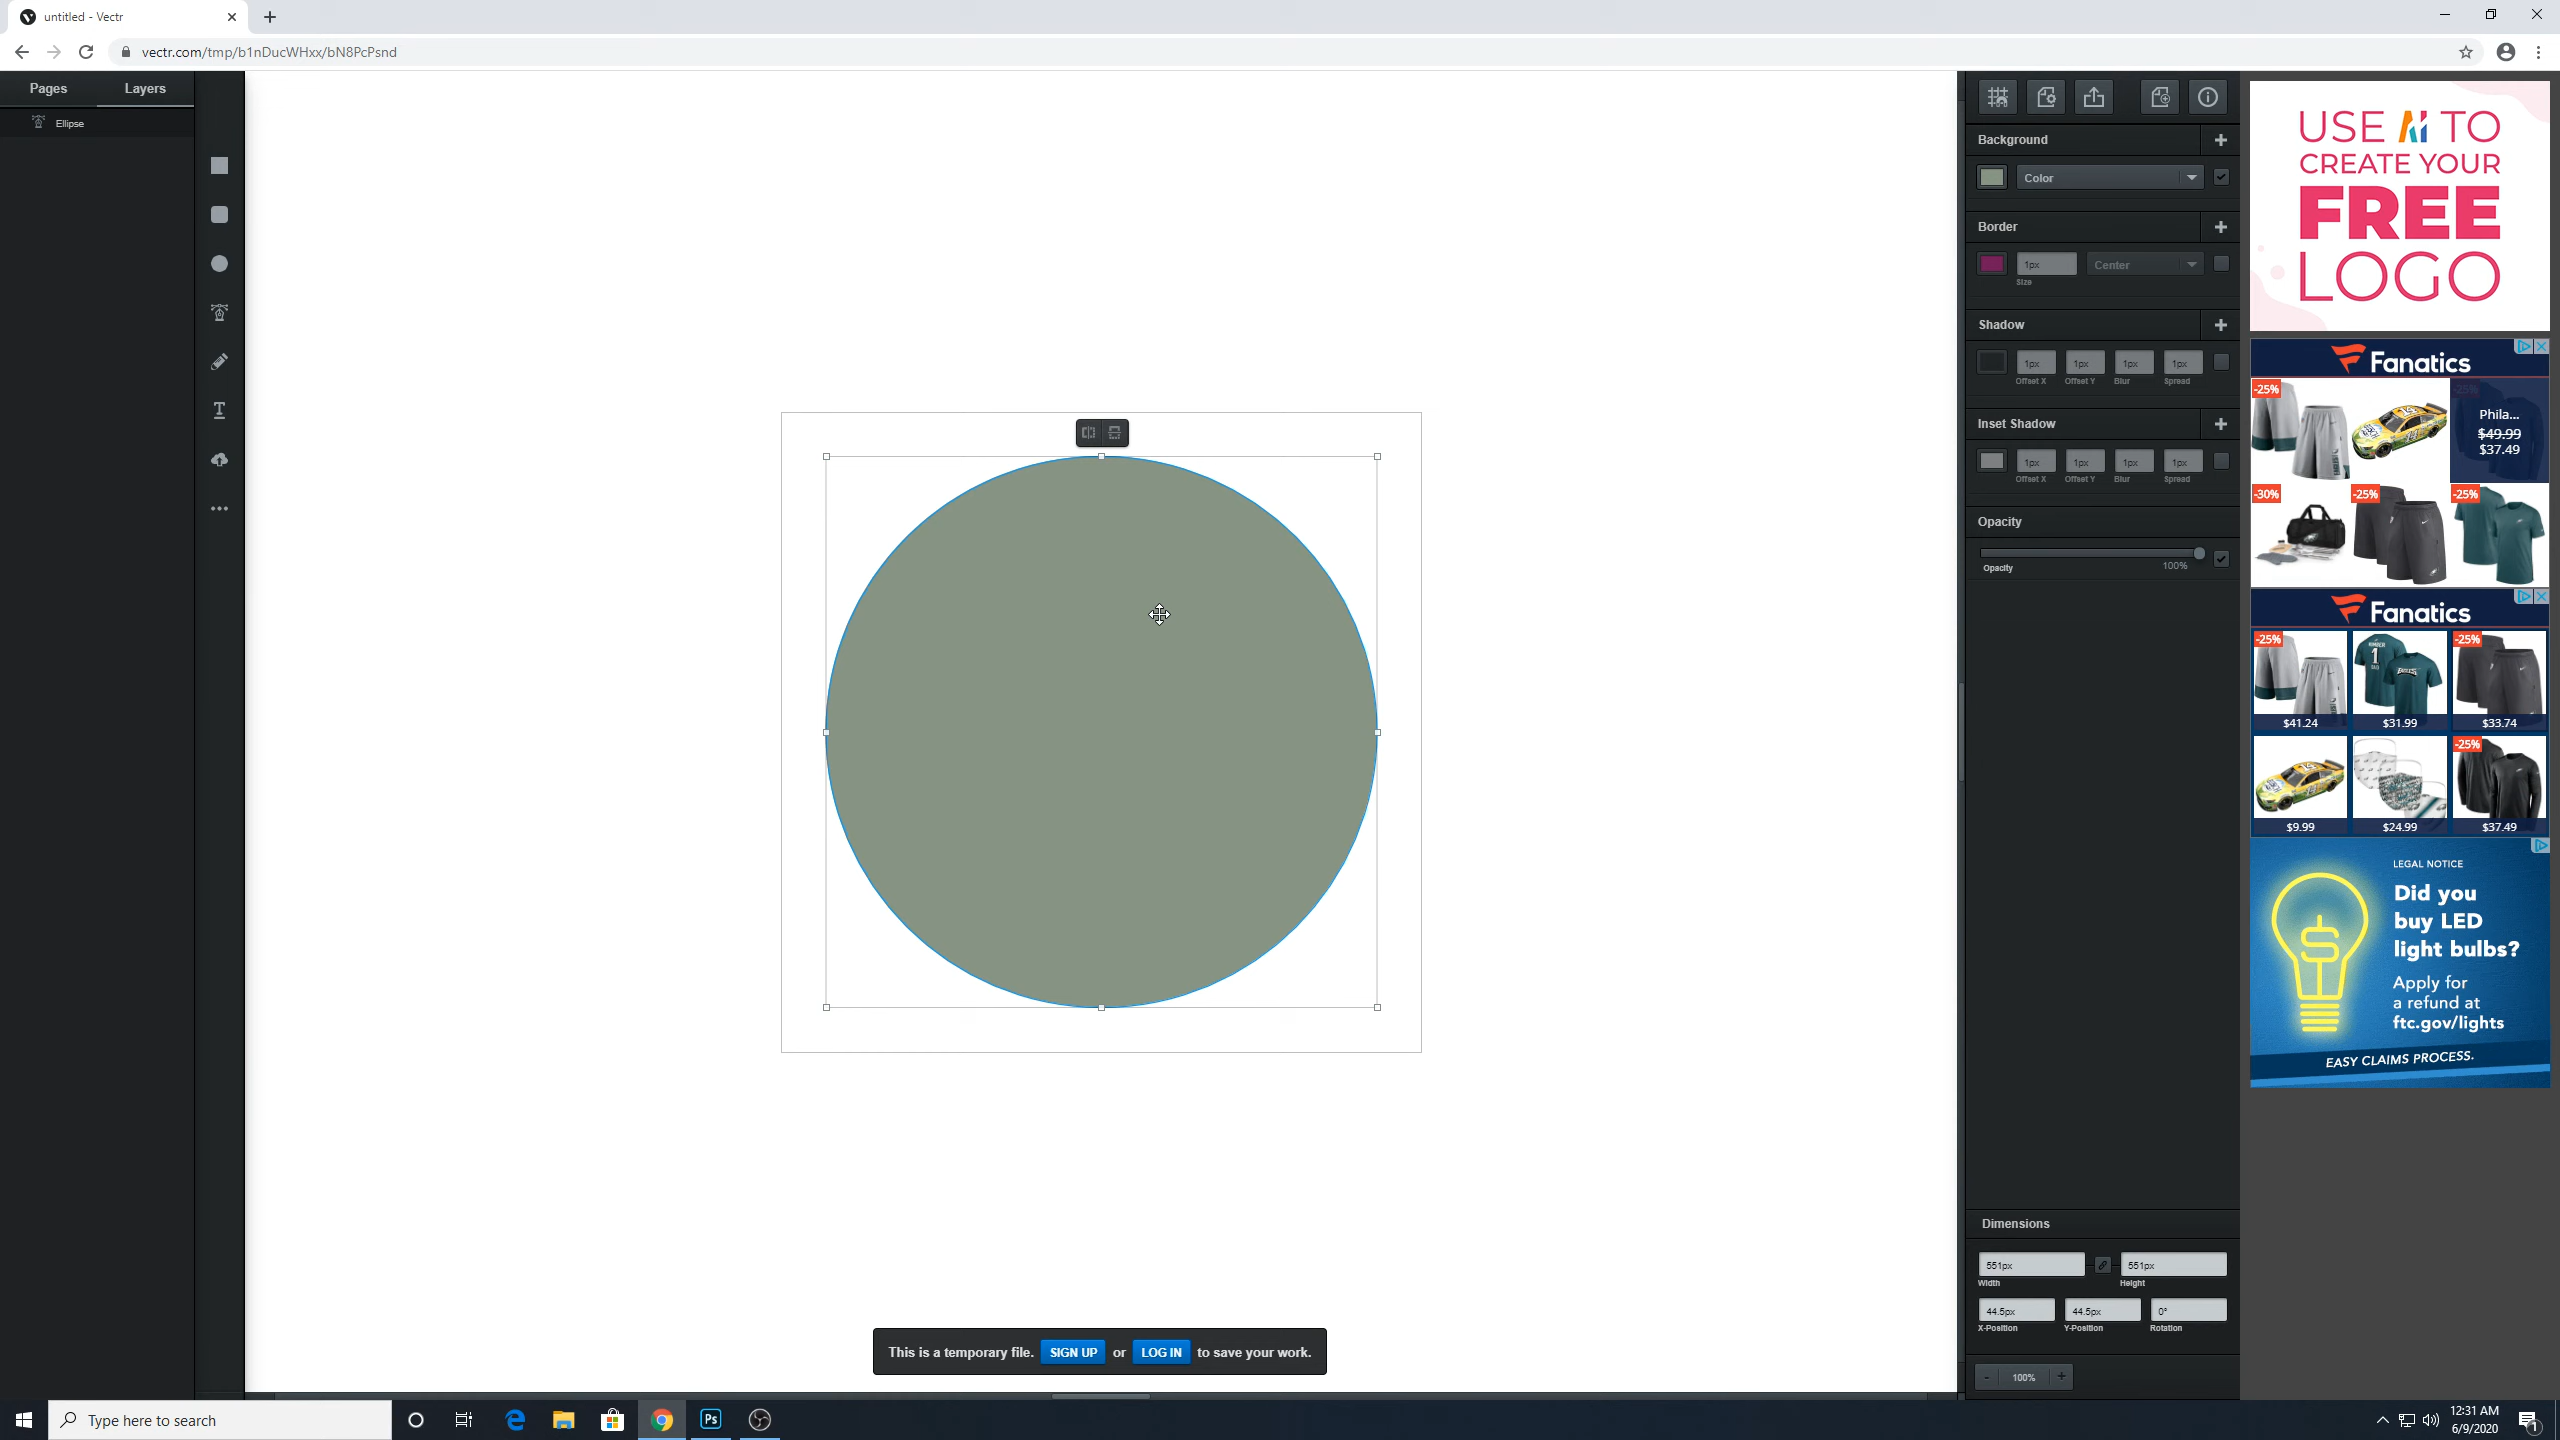 untitled - Vectr
vectr.com/tmp/b1nDucWHxx/bN8PcPsnd
Pages
Layers
Ellipse
Background
Color
Border
1px
Center
Size
Shadow
1px
1px
1px
1px
Offset X
Offset Y
Blur
Spread
Inset Shadow
1px
1px
1px
1px
Offset X
Offset Y
Blur
Spread
Opacity
Opacity
100%
Dimensions
551px
551px
Width
Height
44.5px
44.5px
0°
X-Position
Y-Position
Rotation
-
100%
+
This is a temporary file. SIGN UP or LOG IN to save your work.
USE AI TO
CREATE YOUR
FREE
LOGO
Fanatics
-25%
-25%
Phila...
$49.99
$37.49
-30%
-25%
-25%
Fanatics
-25%
-25%
$41.24
$31.99
$33.74
-25%
$9.99
$24.99
$37.49
LEGAL NOTICE
Did you
buy LED
light bulbs?
Apply for
a refund at
ftc.gov/lights
EASY CLAIMS PROCESS.
Type here to search
Ps
12:31 AM
6/9/2020
1